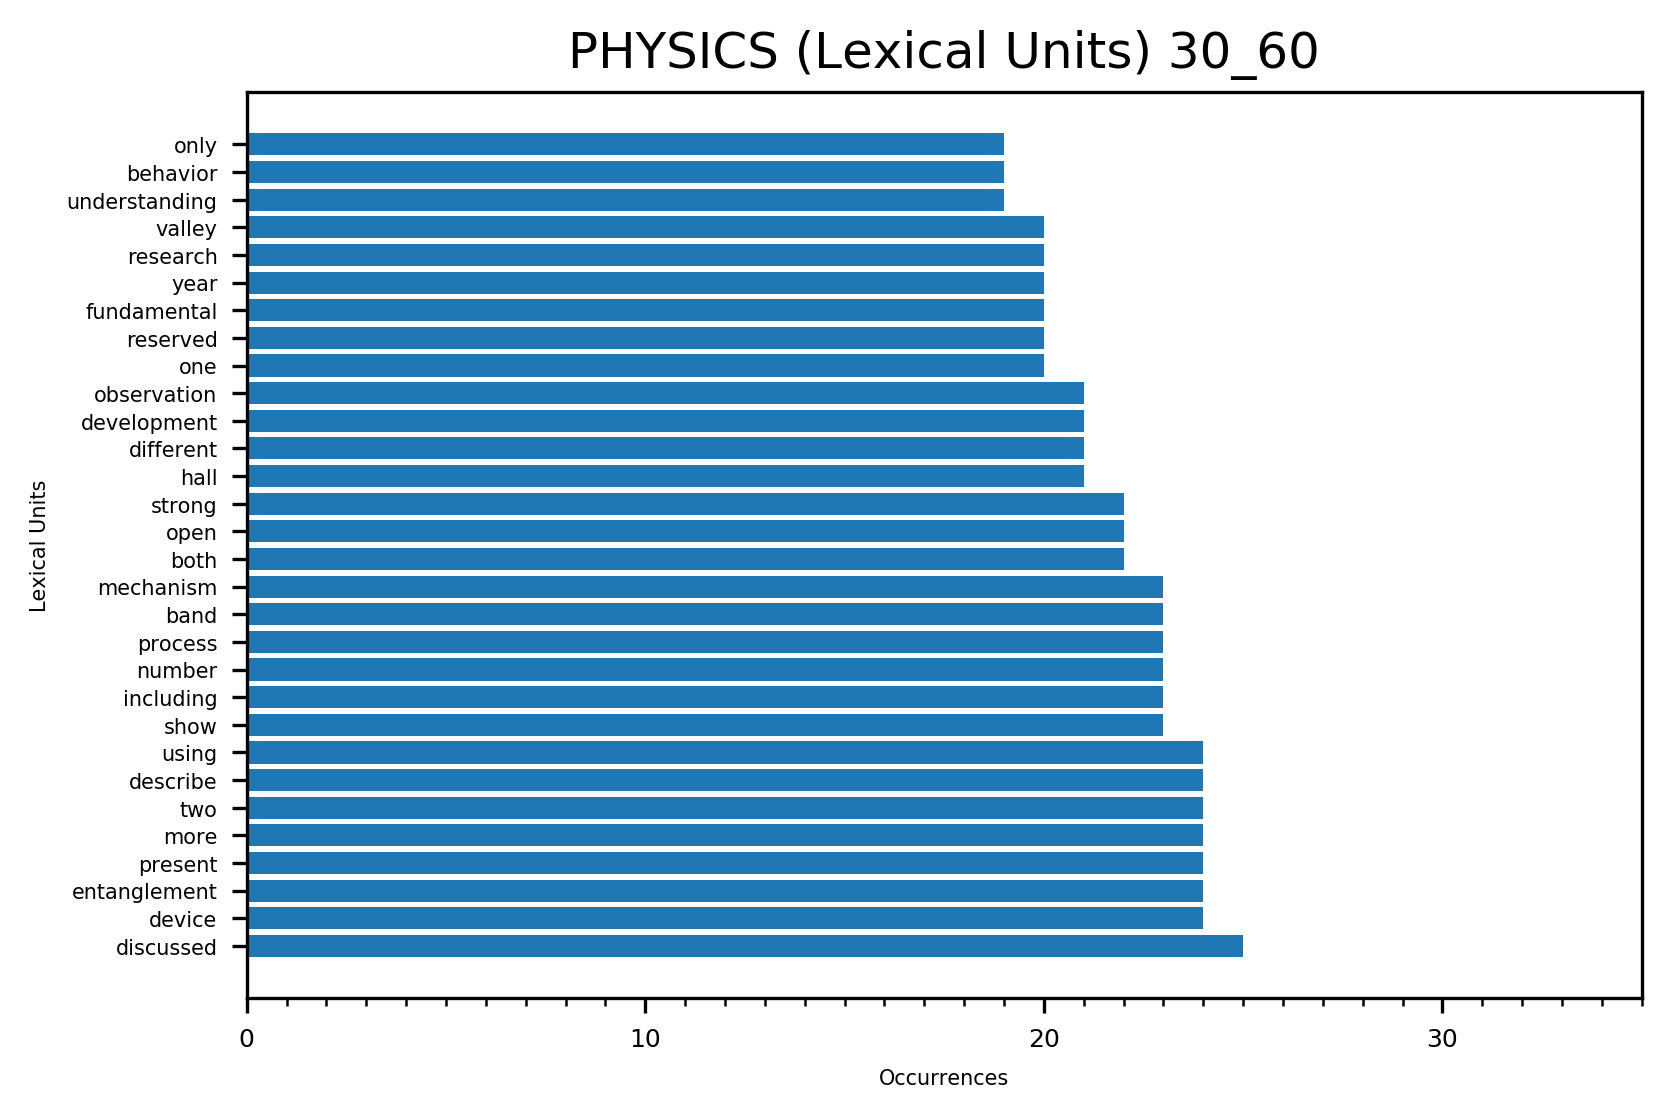 PHYSICS (Lexical Units) 30_60
only
behavior
understanding
valley
research
year
fundamental
reserved
one
observation
development
different
hall
strong
open
both
mechanism
band
process
number
including
show
using
describe
two
more
present
entanglement
device
discussed
Lexical Units
0 10 20 30
Occurrences